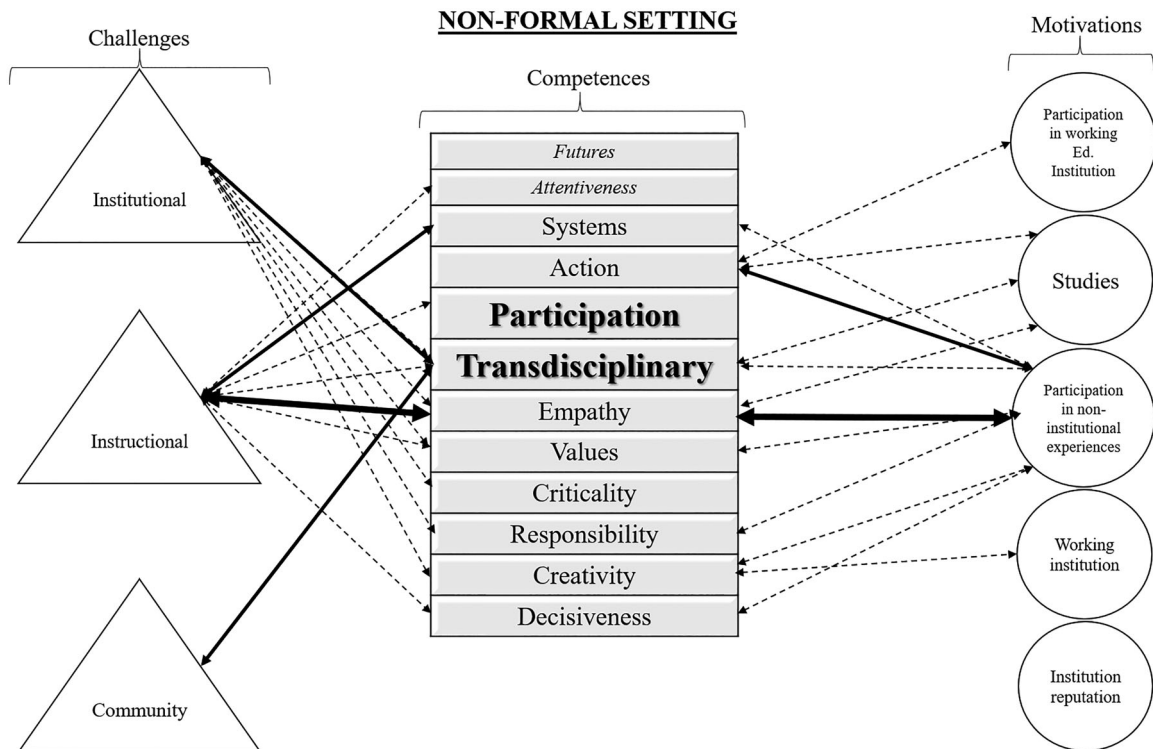 NON-FORMAL SETTING
Challenges
Institutional
Instructional
Community
Competences
Futures
Attentiveness
Systems
Action
Participation
Transdisciplinary
Empathy
Values
Criticality
Responsibility
Creativity
Decisiveness
Motivations
Participation
in working
Ed.
Institution
Studies
Participation
in non-
institutional
experiences
Working
institution
Institution
reputation